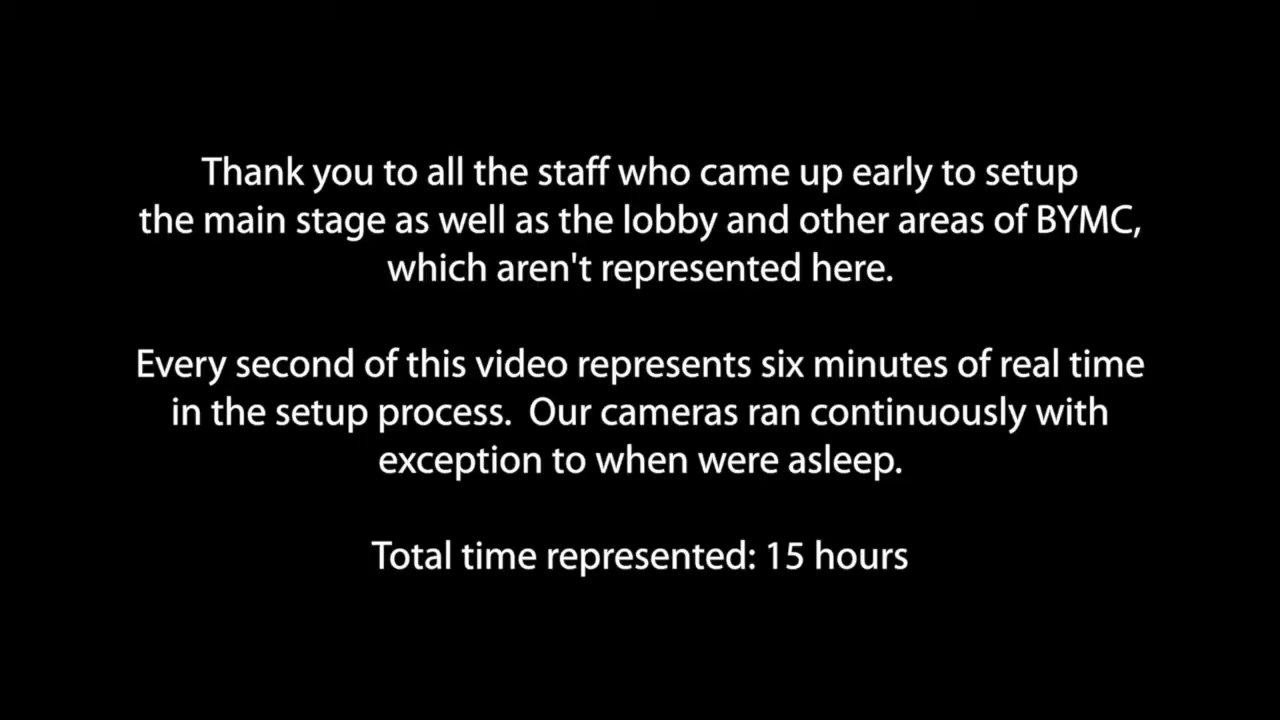 Thank you to all the staff who came up early to setup
the main stage as well as the lobby and other areas of BYMC,
which aren't represented here.
Every second of this video represents six minutes of real time
in the setup process.  Our cameras ran continuously with
exception to when were asleep.
Total time represented: 15 hours